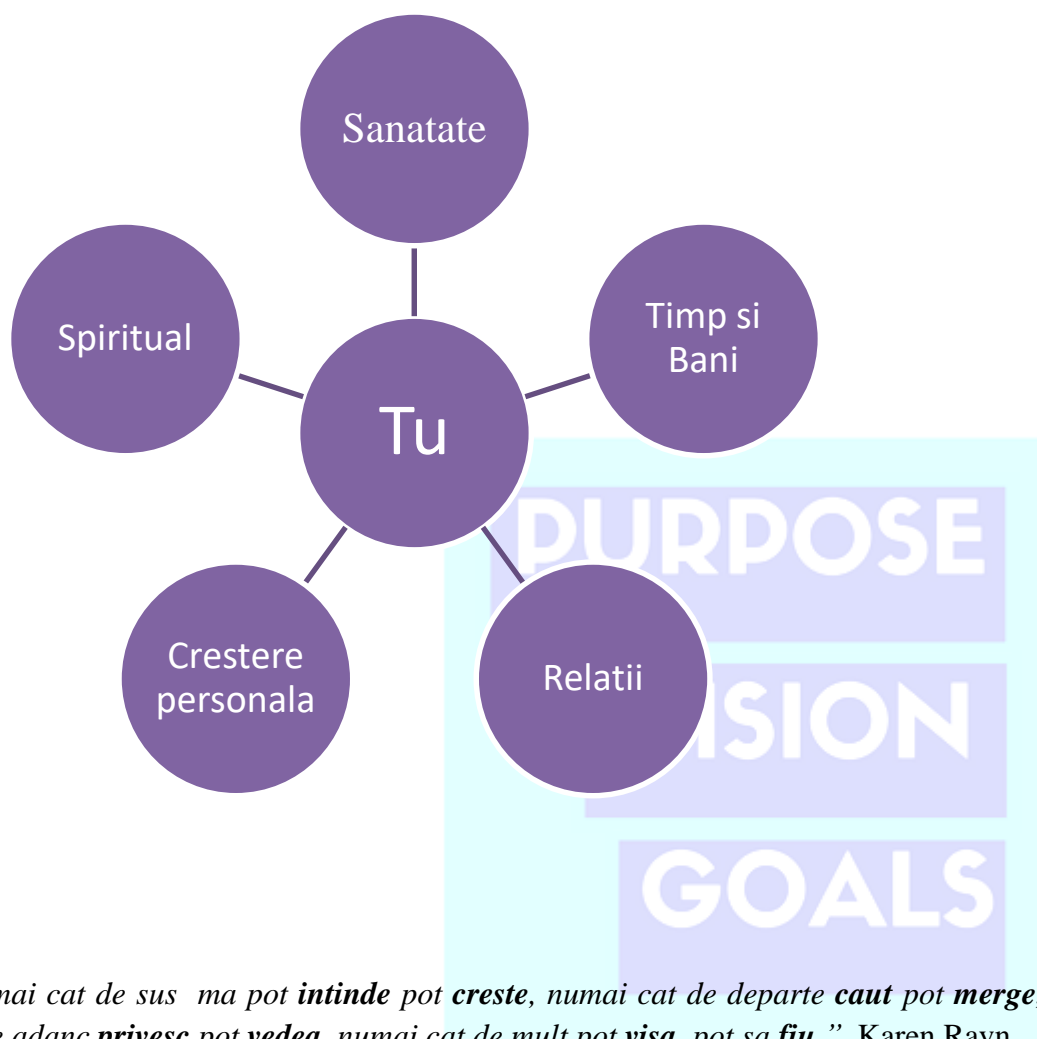 Sanatate
Timp si
Bani
Spiritual
Tu
PURPOSE
Crestere
personala
Relatii
ISION
GOALS
mai cat de sus ma pot intinde pot creste, numai cat de departe caut pot merge,
adanc privesc pot vedea, numai cat de mult pot visa, pot sa fiu." Karen Ravn